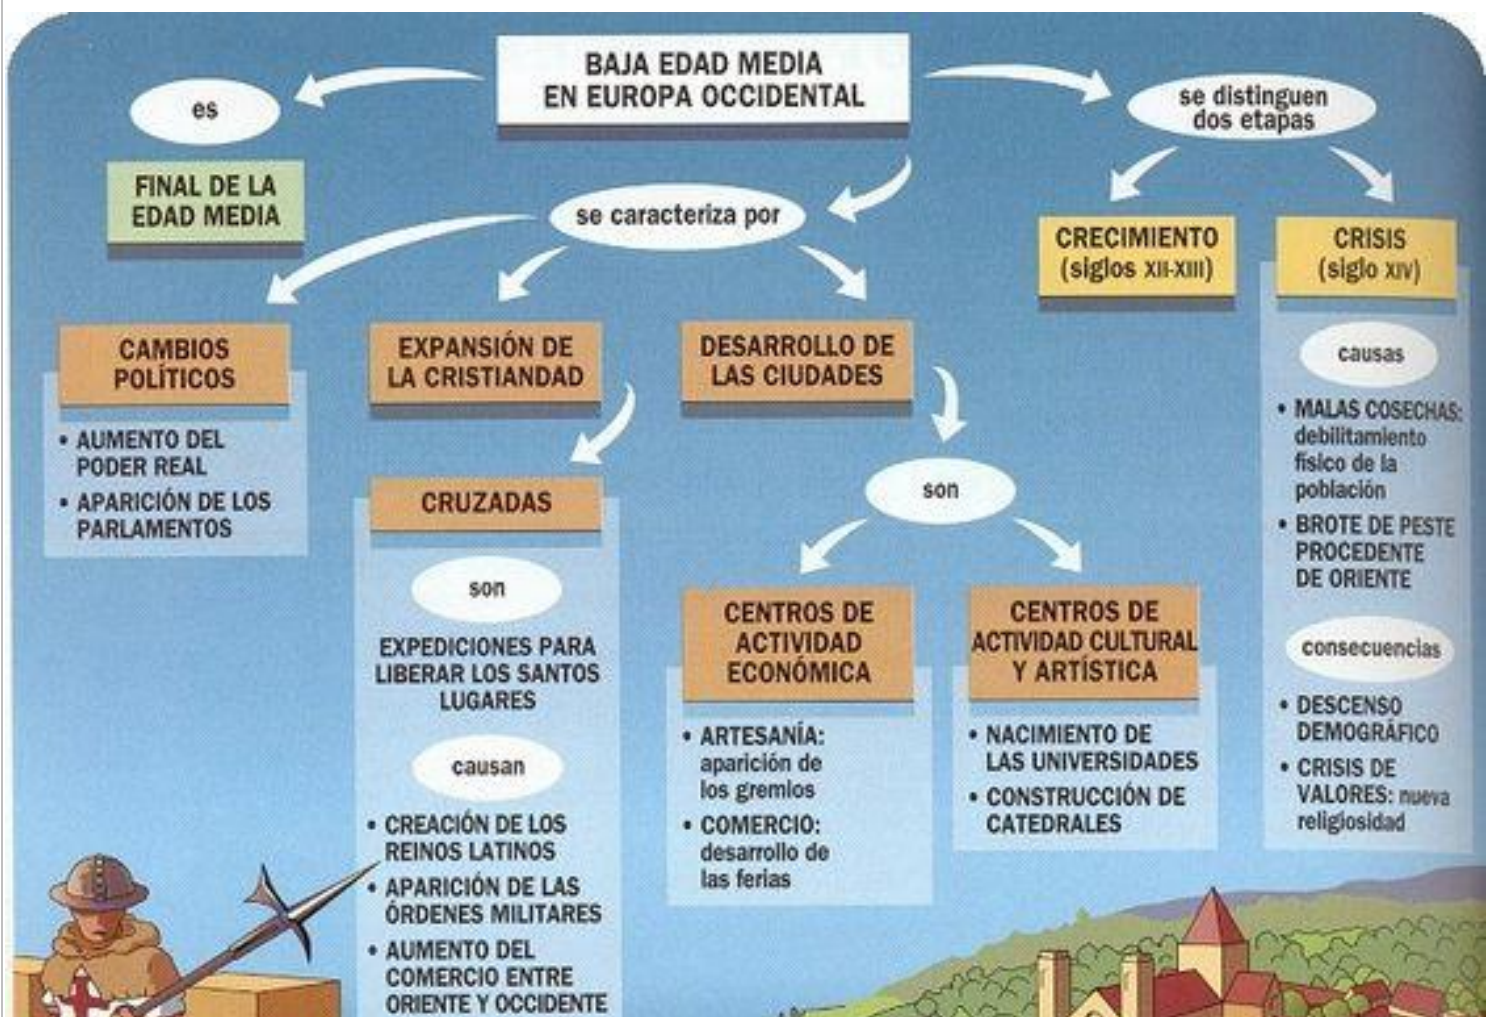 BAJA EDAD MEDIA
EN EUROPA OCCIDENTAL
es
FINAL DE LA
EDAD MEDIA
se caracteriza por
se distinguen
dos etapas
CAMBIOS
POLÍTICOS
• AUMENTO DEL
PODER REAL
• APARICIÓN DE LOS
PARLAMENTOS
EXPANSIÓN DE
LA CRISTIANDAD
CRUZADAS
son
EXPEDICIONES PARA
LIBERAR LOS SANTOS
LUGARES
causan
• CREACIÓN DE LOS
REINOS LATINOS
• APARICIÓN DE LAS
ÓRDENES MILITARES
• AUMENTO DEL
COMERCIO ENTRE
ORIENTE Y OCCIDENTE
DESARROLLO DE
LAS CIUDADES
son
CENTROS DE
ACTIVIDAD
ECONÓMICA
• ARTESANÍA:
aparición de
los gremios
• COMERCIO:
desarrollo de
las ferias
CENTROS DE
ACTIVIDAD CULTURAL
Y ARTÍSTICA
• NACIMIENTO DE
LAS UNIVERSIDADES
• CONSTRUCCIÓN DE
CATEDRALES
CRECIMIENTO
(siglos XII-XIII)
CRISIS
(siglo XIV)
causas
• MALAS COSECHAS:
debilitamiento
físico de la
población
• BROTE DE PESTE
PROCEDENTE
DE ORIENTE
consecuencias
• DESCENSO
DEMOGRÁFICO
• CRISIS DE
VALORES: nueva
religiosidad